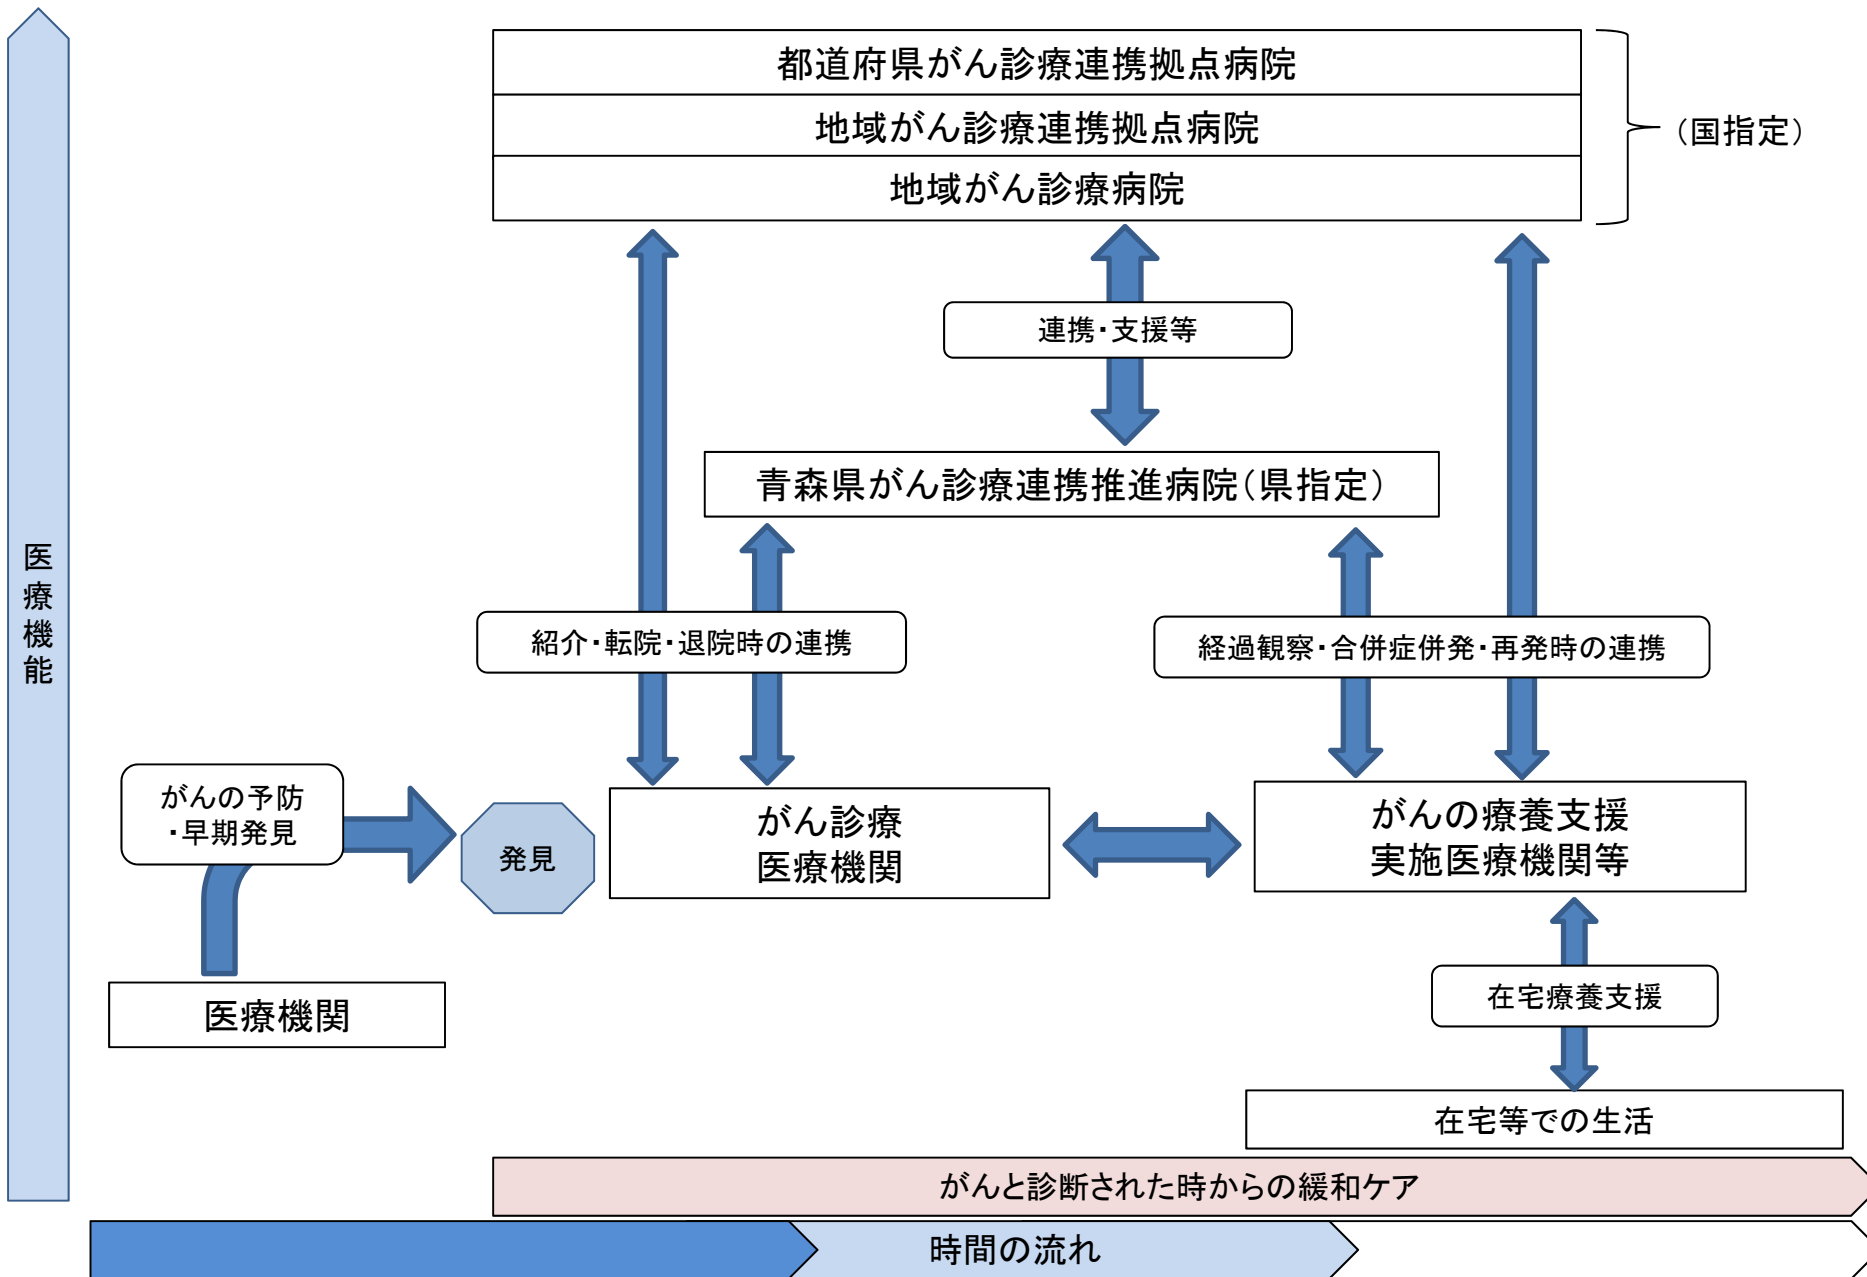 都道府県がん診療連携拠点病院
地域がん診療連携拠点病院
地域がん診療病院
（国指定）
連携・支援等
青森県がん診療連携推進病院（県指定）
医療機能
紹介・転院・退院時の連携
経過観察・合併症併発・再発時の連携
がんの予防
・早期発見
発見
がん診療
医療機関
がんの療養支援
実施医療機関等
医療機関
在宅療養支援
在宅等での生活
がんと診断された時からの緩和ケア
時間の流れ